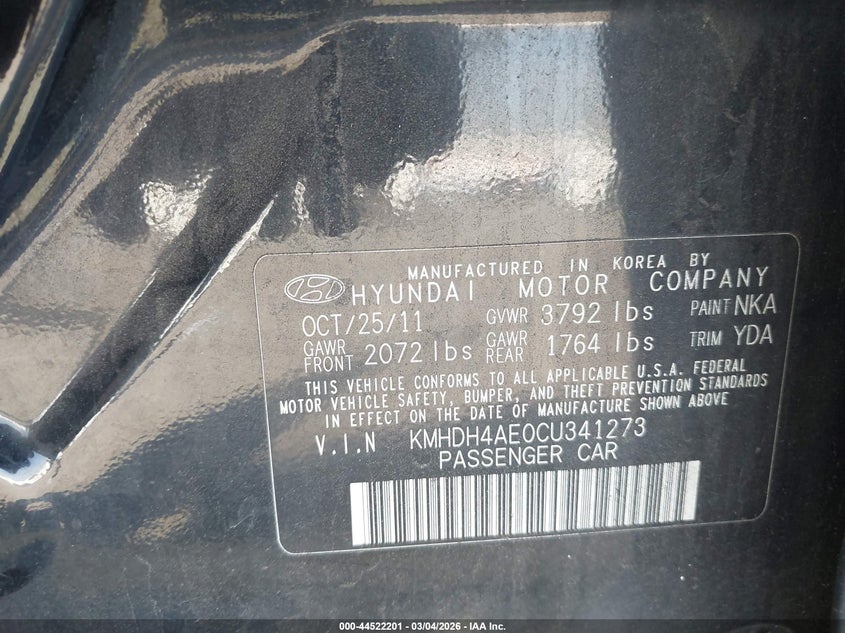 MANUFACTURED IN KOREA BY
HYUNDAI MOTOR COMPANY
OCT/25/11 GVWR 3792 lbs PAINT NKA
GAWR FRONT 2072 lbs GAWR REAR 1764 lbs TRIM YDA
THIS VEHICLE CONFORMS TO ALL APPLICABLE U.S.A. FEDERAL
MOTOR VEHICLE SAFETY, BUMPER, AND THEFT PREVENTION STANDARDS
IN EFFECT ON THE DATE OF MANUFACTURE SHOWN ABOVE
V.I.N KMHDH4AE0CU341273
PASSENGER CAR
000-44522201 - 03/04/2026 - IAA Inc.